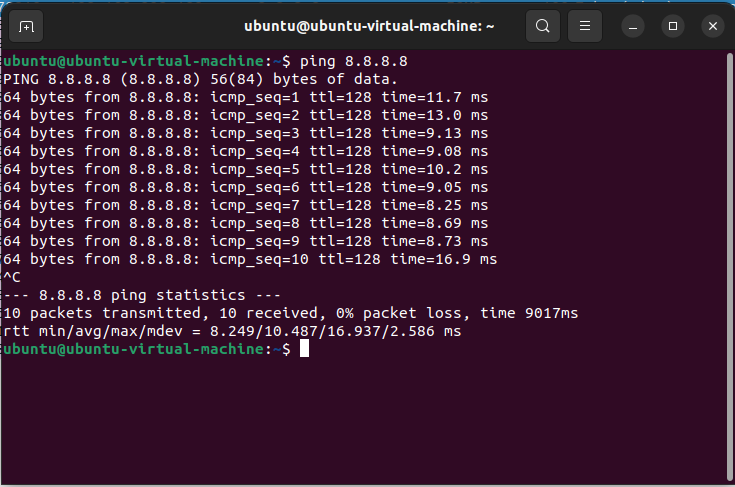 ubuntu@ubuntu-virtual-machine: ~
ubuntu@ubuntu-virtual-machine:~$ ping 8.8.8.8
PING 8.8.8.8 (8.8.8.8) 56(84) bytes of data.
64 bytes from 8.8.8.8: icmp_seq=1 ttl=128 time=11.7 ms
64 bytes from 8.8.8.8: icmp_seq=2 ttl=128 time=13.0 ms
64 bytes from 8.8.8.8: icmp_seq=3 ttl=128 time=9.13 ms
64 bytes from 8.8.8.8: icmp_seq=4 ttl=128 time=9.08 ms
64 bytes from 8.8.8.8: icmp_seq=5 ttl=128 time=10.2 ms
64 bytes from 8.8.8.8: icmp_seq=6 ttl=128 time=9.05 ms
64 bytes from 8.8.8.8: icmp_seq=7 ttl=128 time=8.25 ms
64 bytes from 8.8.8.8: icmp_seq=8 ttl=128 time=8.69 ms
64 bytes from 8.8.8.8: icmp_seq=9 ttl=128 time=8.73 ms
64 bytes from 8.8.8.8: icmp_seq=10 ttl=128 time=16.9 ms
^C
--- 8.8.8.8 ping statistics ---
10 packets transmitted, 10 received, 0% packet loss, time 9017ms
rtt min/avg/max/mdev = 8.249/10.487/16.937/2.586 ms
ubuntu@ubuntu-virtual-machine:~$